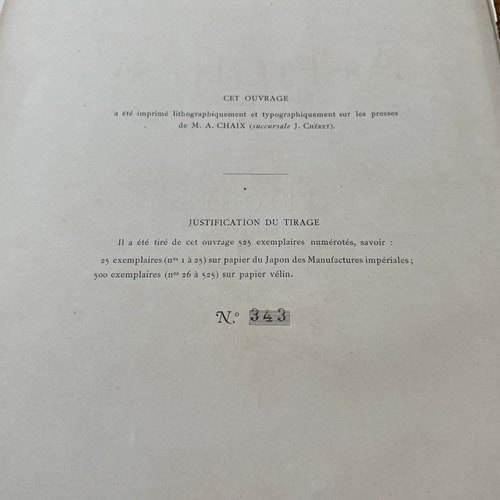 CET OUVRAGE
a été imprimé lithographiquement et typographiquement sur les presses
de M. A. CHAIX (succursale J. CHÉRET).
JUSTIFICATION DU TIRAGE
Il a été tiré de cet ouvrage 525 exemplaires numérotés, savoir :
25 exemplaires (nos 1 à 25) sur papier du Japon des Manufactures impériales ;
500 exemplaires (nos 26 à 525) sur papier vélin.
N.º 343